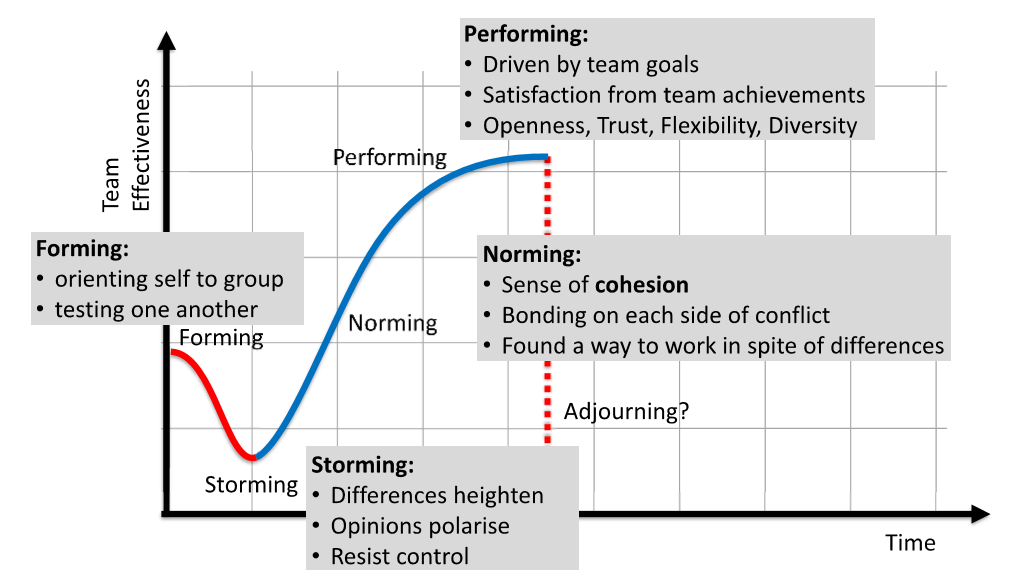 Performing:
• Driven by team goals
• Satisfaction from team achievements
• Openness, Trust, Flexibility, Diversity
Team
Effectiveness
Performing
Forming:
• orienting self to group
• testing one another
Forming
Norming:
• Sense of cohesion
• Bonding on each side of conflict
• Found a way to work in spite of differences
Norming
Adjourning?
Storming
Storming:
• Differences heighten
• Opinions polarise
• Resist control
Time